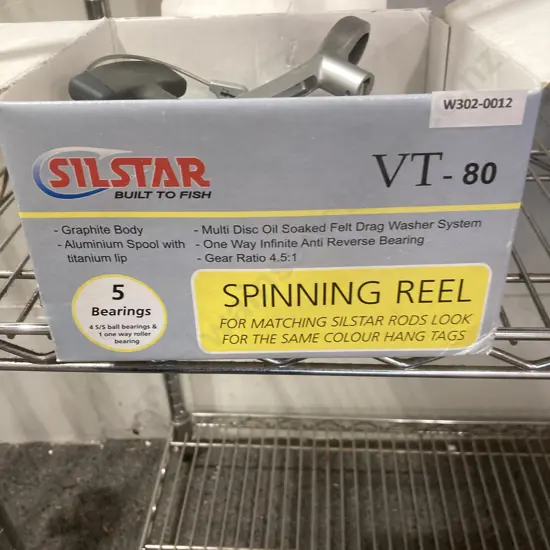 W302-0012
SILSTAR
BUILT TO FISH
VT-80
- Graphite Body
- Aluminium Spool with
titanium lip
- Multi Disc Oil Soaked Felt Drag Washer System
- One Way Infinite Anti Reverse Bearing
- Gear Ratio 4.5:1
5
Bearings
4 S/S ball bearings &
1 one way roller
bearing
SPINNING REEL
FOR MATCHING SILSTAR RODS LOOK
FOR THE SAME COLOUR HANG TAGS